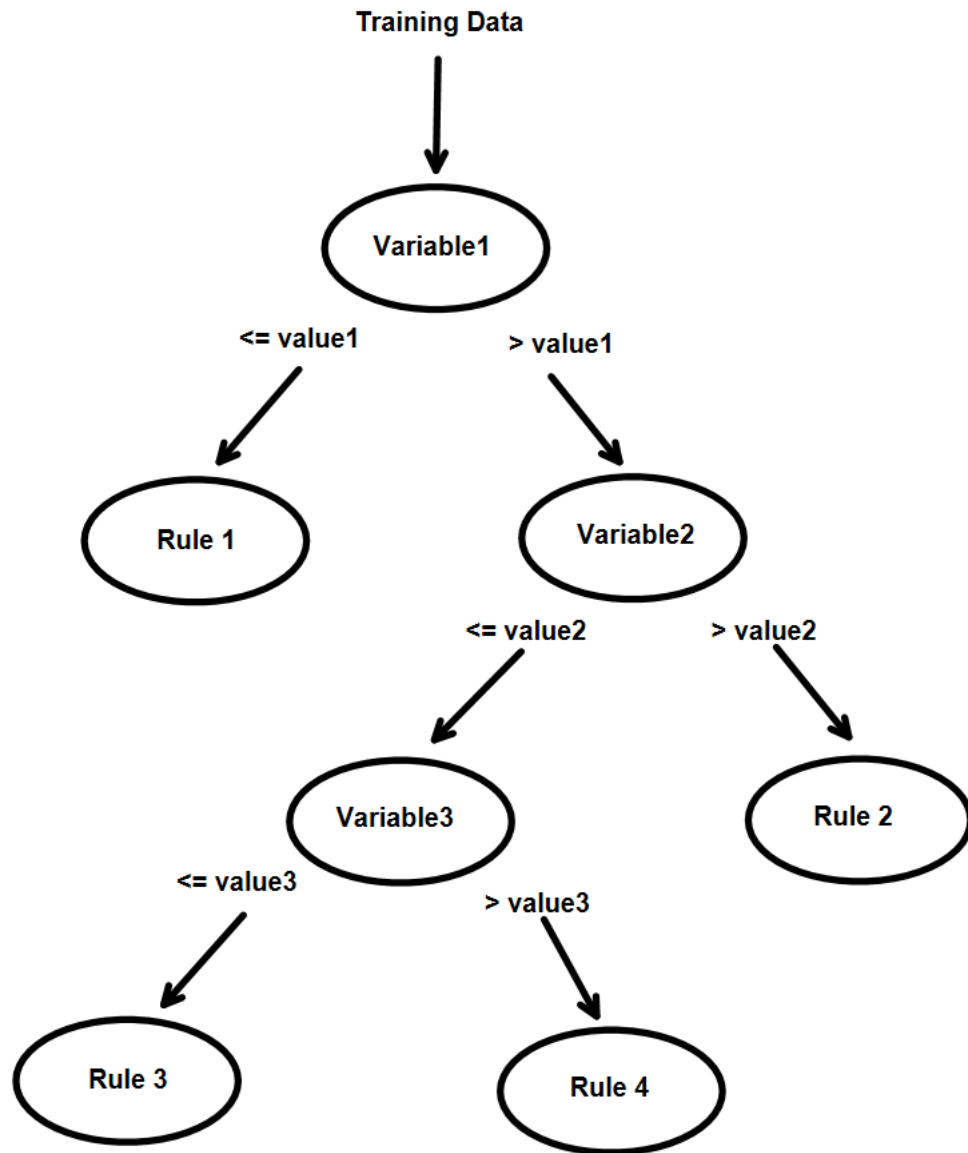 Training Data
Variable1
<= value1
> value1
Rule 1
Variable2
<= value2
> value2
Variable3
Rule 2
<= value3
> value3
Rule 3
Rule 4